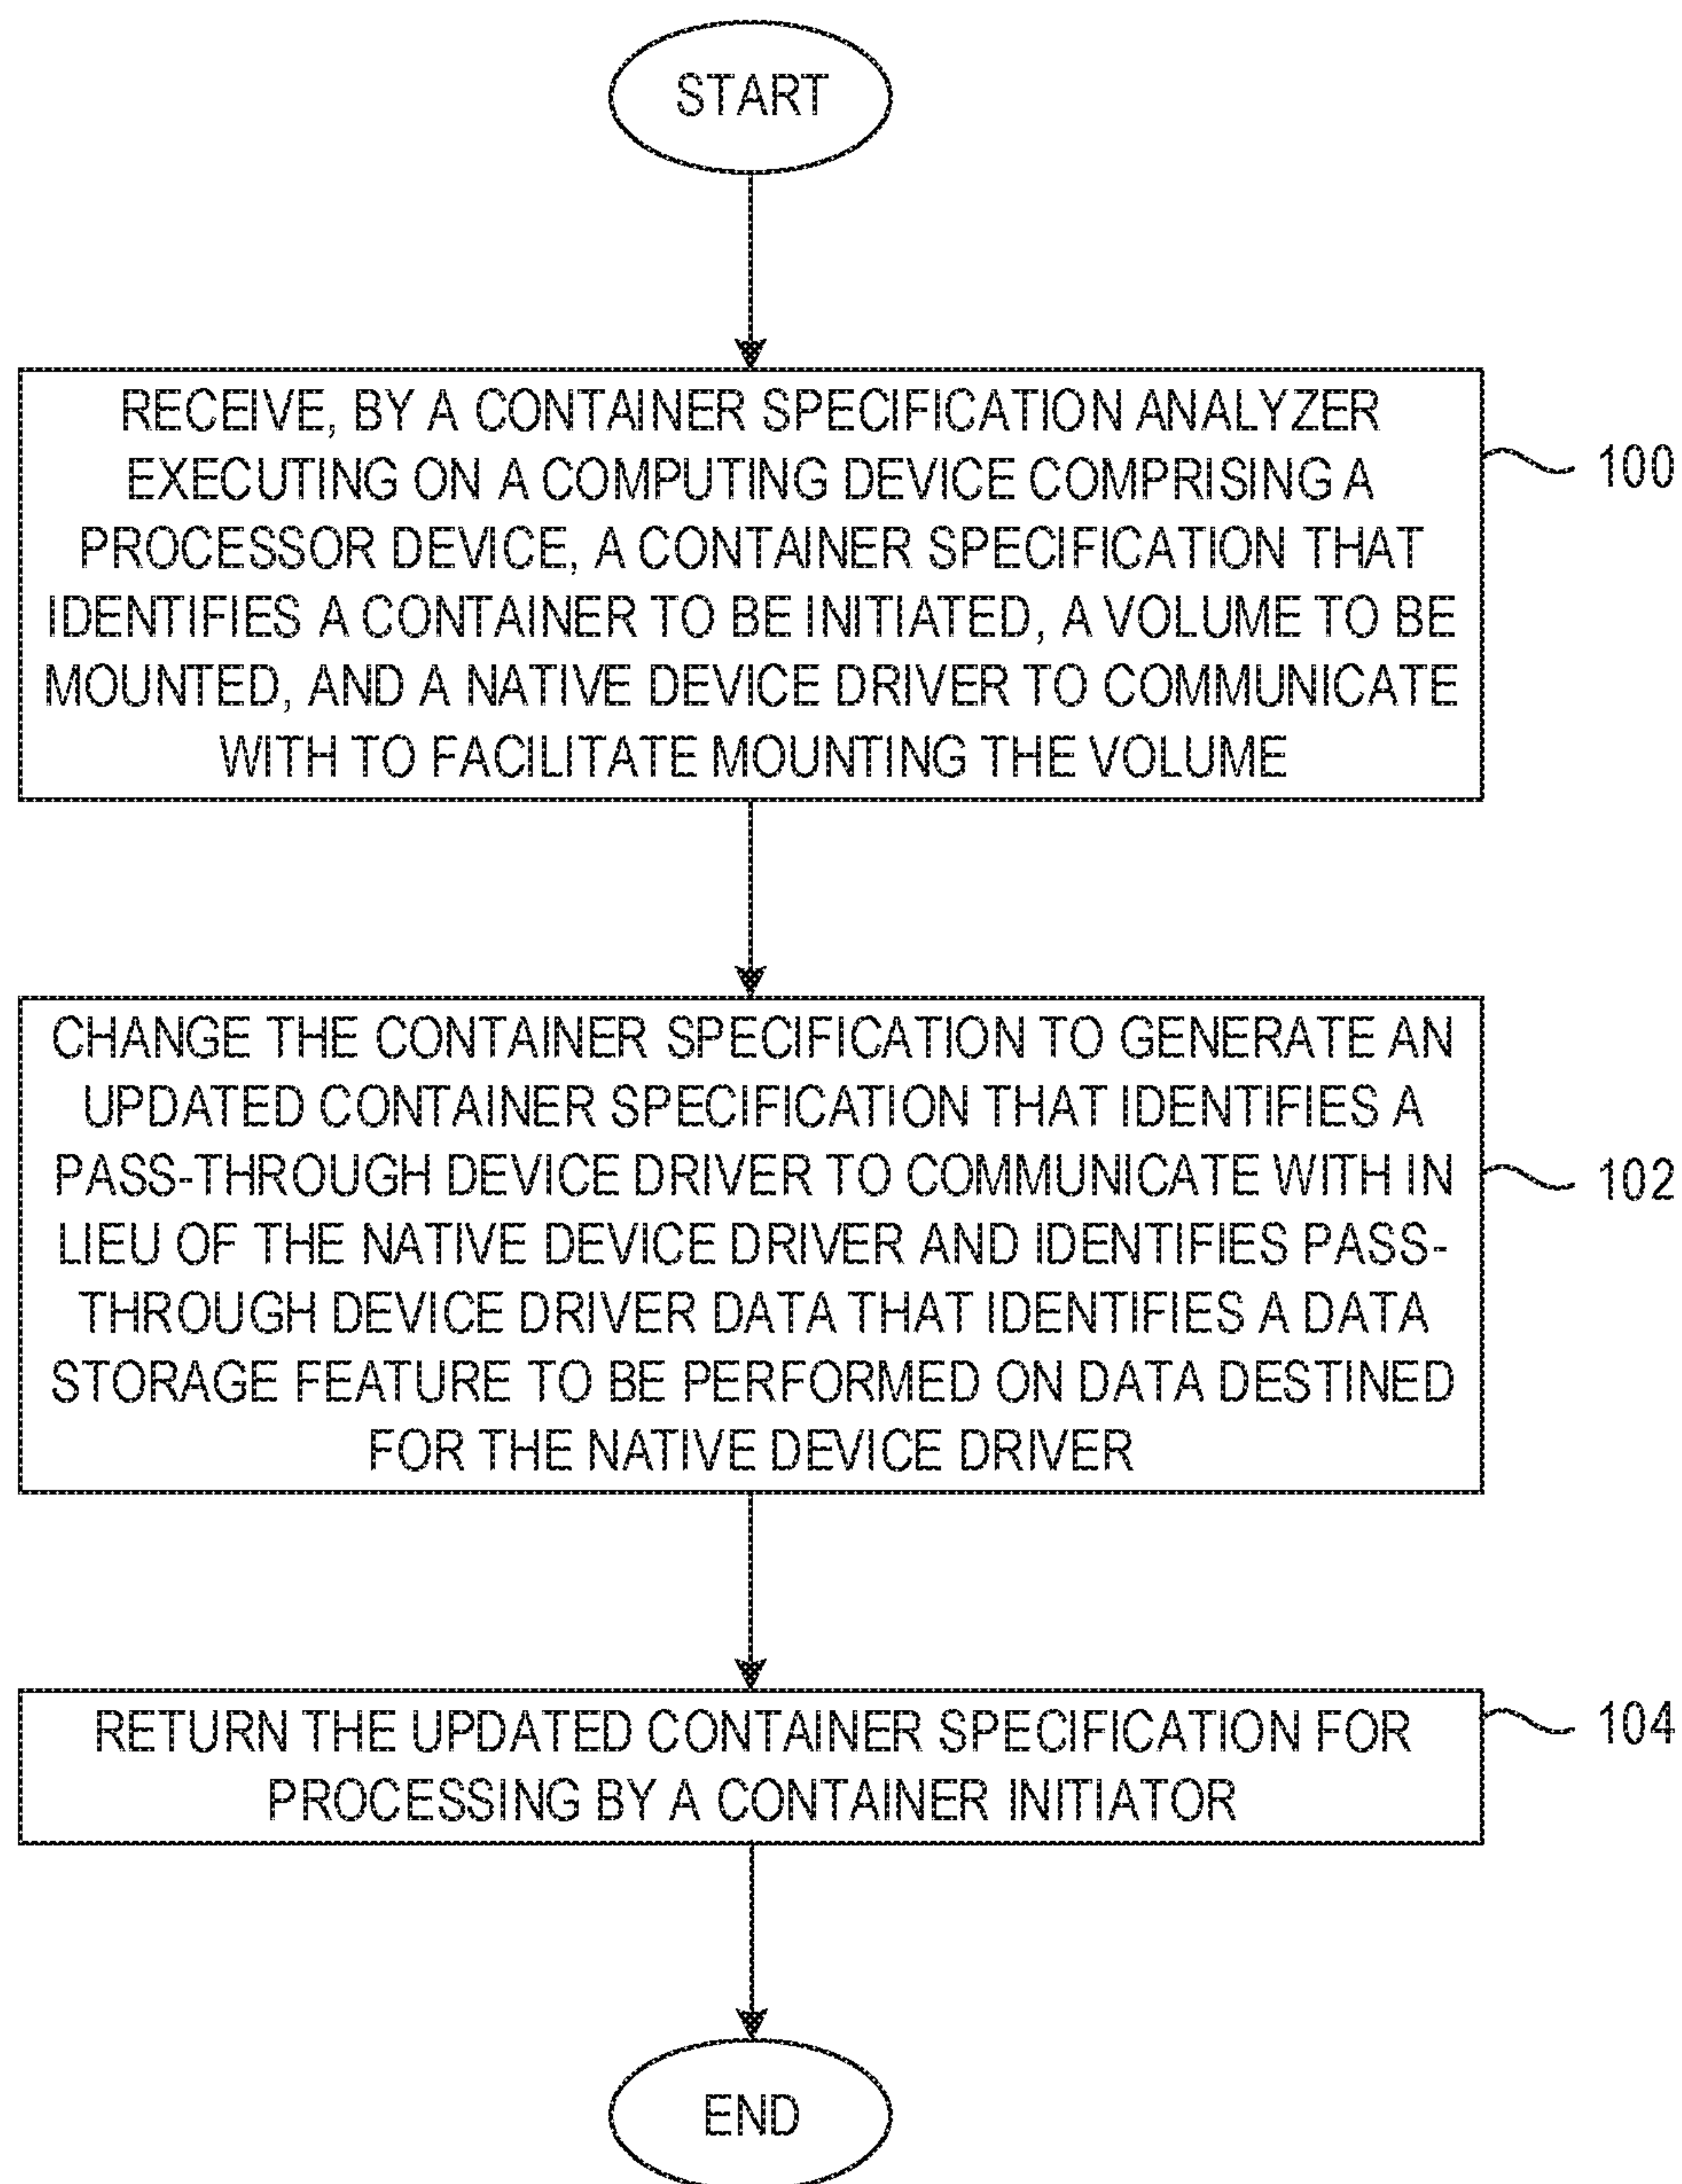 START
RECEIVE, BY A CONTAINER SPECIFICATION ANALYZER
EXECUTING ON A COMPUTING DEVICE COMPRISING A
PROCESSOR DEVICE, A CONTAINER SPECIFICATION THAT
IDENTIFIES A CONTAINER TO BE INITIATED, A VOLUME TO BE
MOUNTED, AND A NATIVE DEVICE DRIVER TO COMMUNICATE
WITH TO FACILITATE MOUNTING THE VOLUME
100
CHANGE THE CONTAINER SPECIFICATION TO GENERATE AN
UPDATED CONTAINER SPECIFICATION THAT IDENTIFIES A
PASS-THROUGH DEVICE DRIVER TO COMMUNICATE WITH IN
LIEU OF THE NATIVE DEVICE DRIVER AND IDENTIFIES PASS-
THROUGH DEVICE DRIVER DATA THAT IDENTIFIES A DATA
STORAGE FEATURE TO BE PERFORMED ON DATA DESTINED
FOR THE NATIVE DEVICE DRIVER
102
RETURN THE UPDATED CONTAINER SPECIFICATION FOR
PROCESSING BY A CONTAINER INITIATOR
104
END